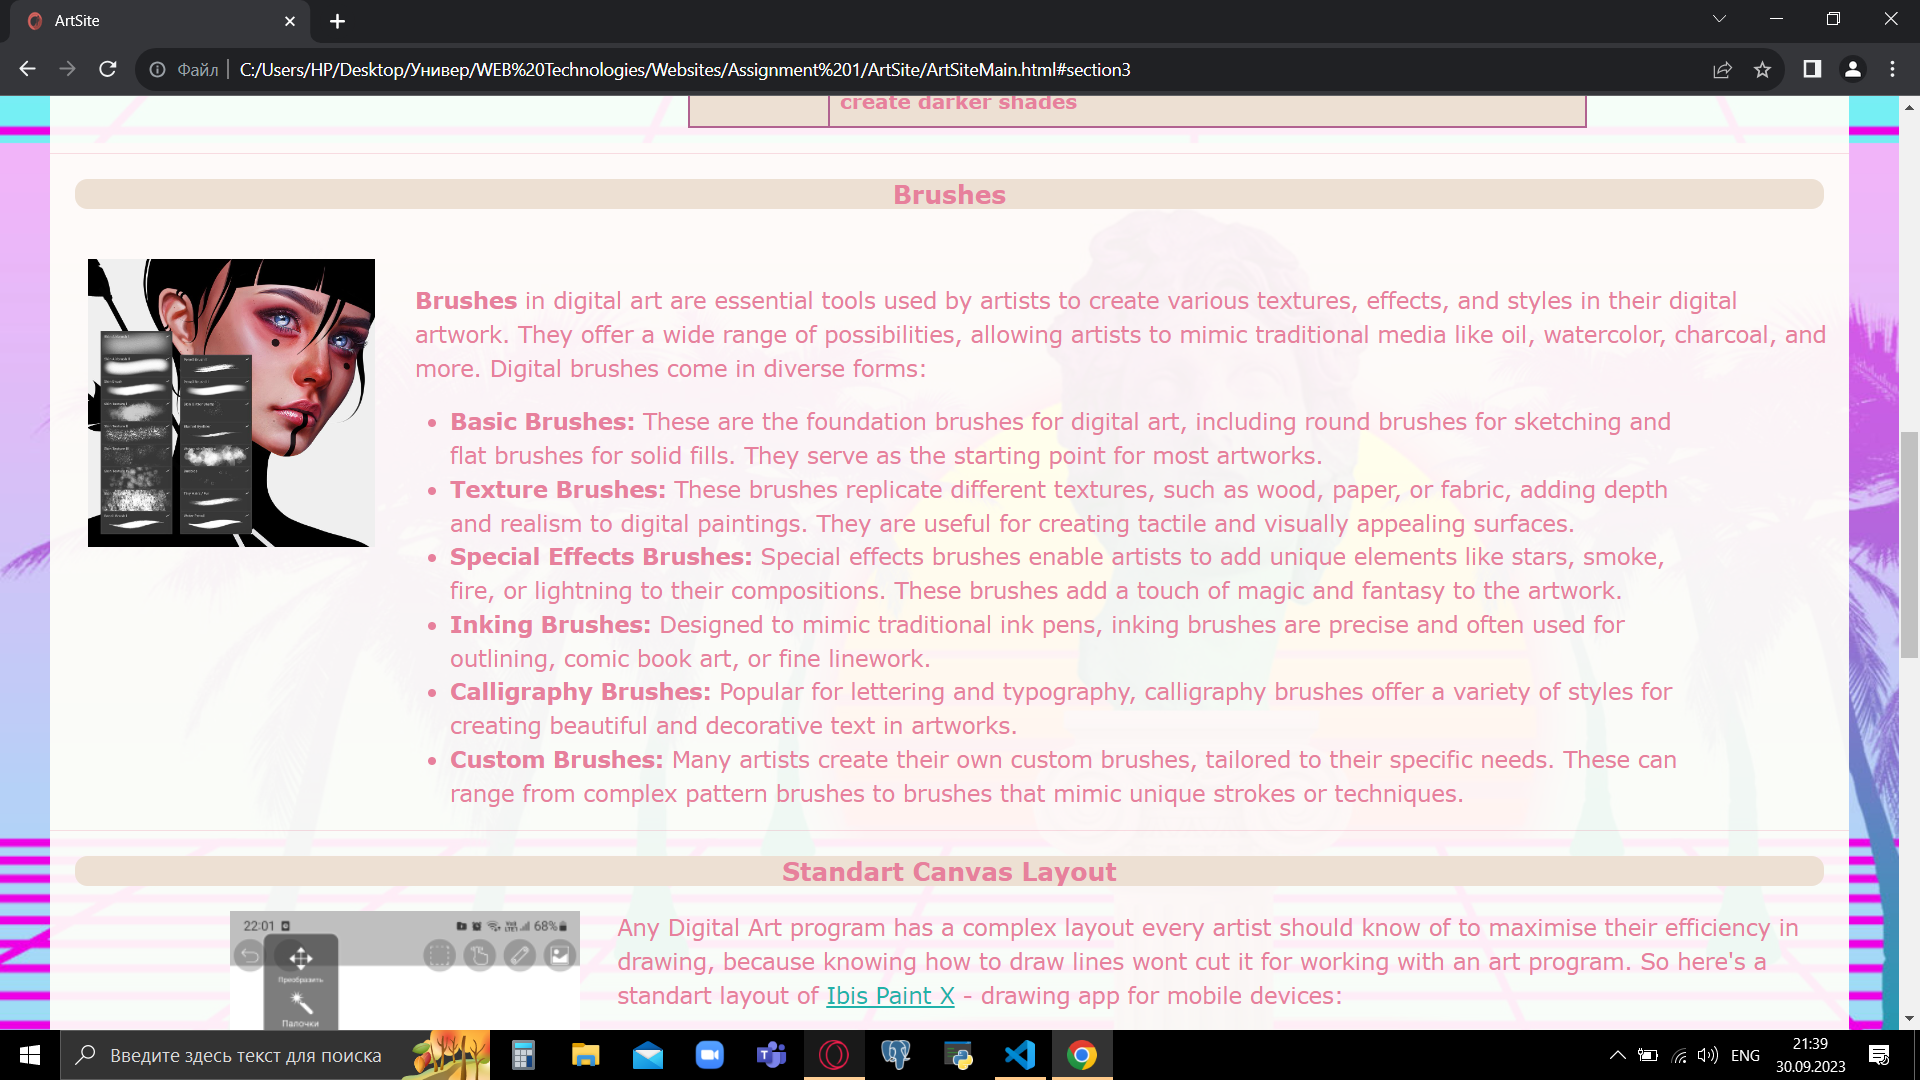 ArtSite
Файл
C:/Users/HP/Desktop/Универ/WEB%20Technologies/Websites/Assignment%201/ArtSite/ArtSiteMain.html#section3
create darker shades
Brushes
Brushes in digital art are essential tools used by artists to create various textures, effects, and styles in their digital
artwork. They offer a wide range of possibilities, allowing artists to mimic traditional media like oil, watercolor, charcoal, and
more. Digital brushes come in diverse forms:
• Basic Brushes: These are the foundation brushes for digital art, including round brushes for sketching and
flat brushes for solid fills. They serve as the starting point for most artworks.
• Texture Brushes: These brushes replicate different textures, such as wood, paper, or fabric, adding depth
and realism to digital paintings. They are useful for creating tactile and visually appealing surfaces.
• Special Effects Brushes: Special effects brushes enable artists to add unique elements like stars, smoke,
fire, or lightning to their compositions. These brushes add a touch of magic and fantasy to the artwork.
• Inking Brushes: Designed to mimic traditional ink pens, inking brushes are precise and often used for
outlining, comic book art, or fine linework.
• Calligraphy Brushes: Popular for lettering and typography, calligraphy brushes offer a variety of styles for
creating beautiful and decorative text in artworks.
• Custom Brushes: Many artists create their own custom brushes, tailored to their specific needs. These can
range from complex pattern brushes to brushes that mimic unique strokes or techniques.
Standart Canvas Layout
22:01
68%
Преобразить
Палочки
Any Digital Art program has a complex layout every artist should know of to maximise their efficiency in
drawing, because knowing how to draw lines wont cut it for working with an art program. So here's a
standart layout of Ibis Paint X - drawing app for mobile devices:
Введите здесь текст для поиска
ENG
21:39
30.09.2023